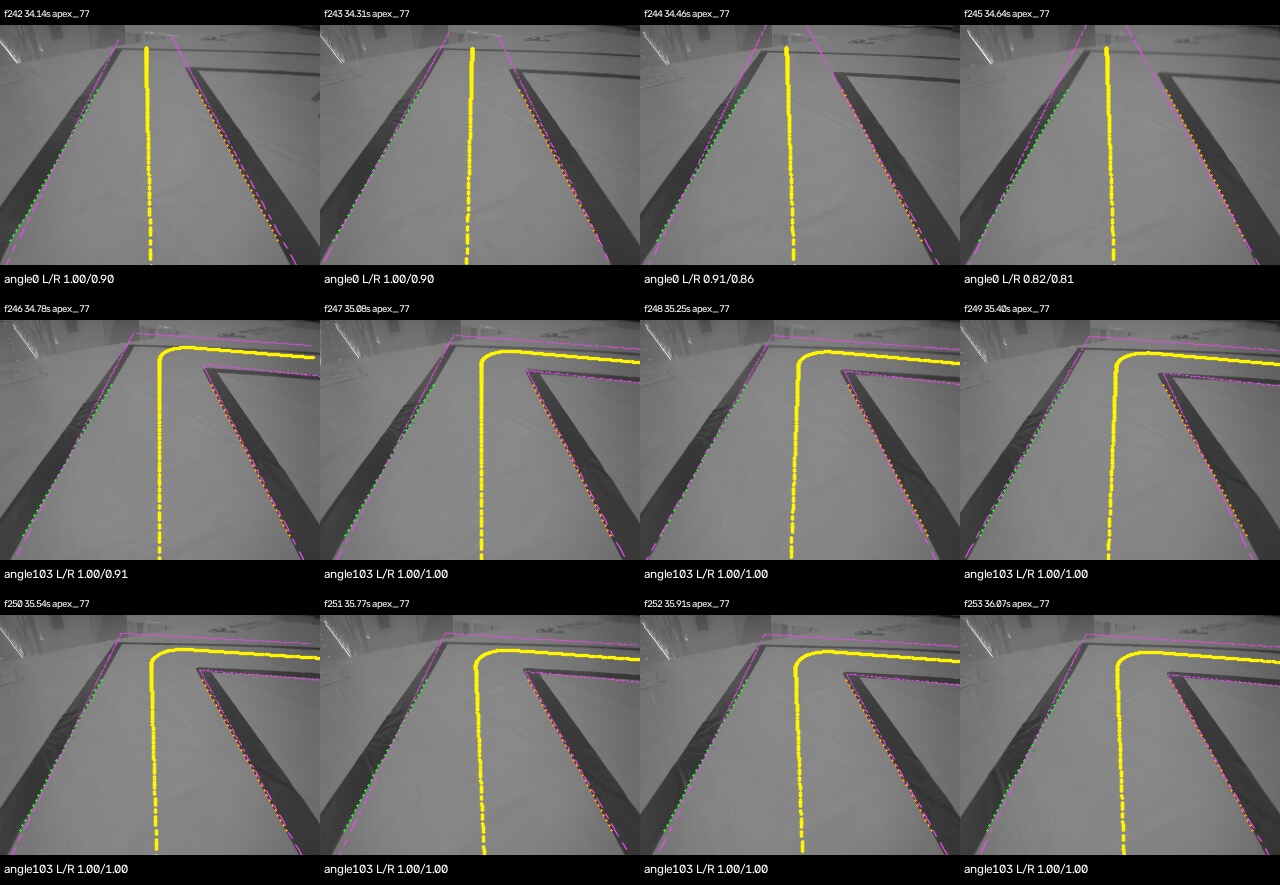 f242 34.14s apex_77
f243 34.31s apex_77
f244 34.46s apex_77
f245 34.64s apex_77
angle0 L/R 1.00/0.90
angle0 L/R 1.00/0.90
angle0 L/R 0.91/0.86
angle0 L/R 0.82/0.81
f246 34.78s apex_77
f247 35.08s apex_77
f248 35.25s apex_77
f249 35.40s apex_77
angle103 L/R 1.00/0.91
angle103 L/R 1.00/1.00
angle103 L/R 1.00/1.00
angle103 L/R 1.00/1.00
f250 35.54s apex_77
f251 35.77s apex_77
f252 35.91s apex_77
f253 36.07s apex_77
angle103 L/R 1.00/1.00
angle103 L/R 1.00/1.00
angle103 L/R 1.00/1.00
angle103 L/R 1.00/1.00